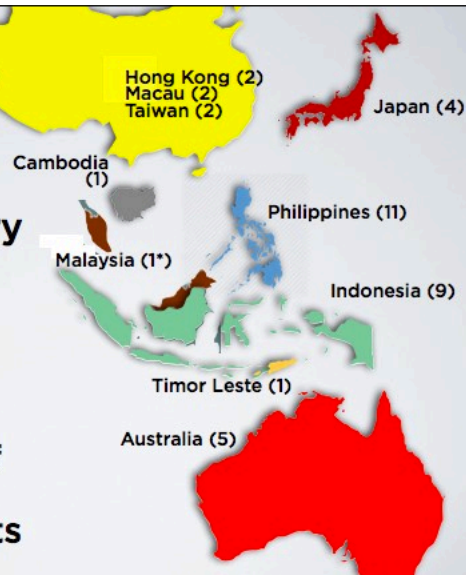 Hong Kong (2)
Macau (2)
Taiwan (2)
Japan (4)
Cambodia
(1)
Philippines (11)
Malaysia (1*)
Indonesia (9)
Timor Leste (1)
Australia (5)